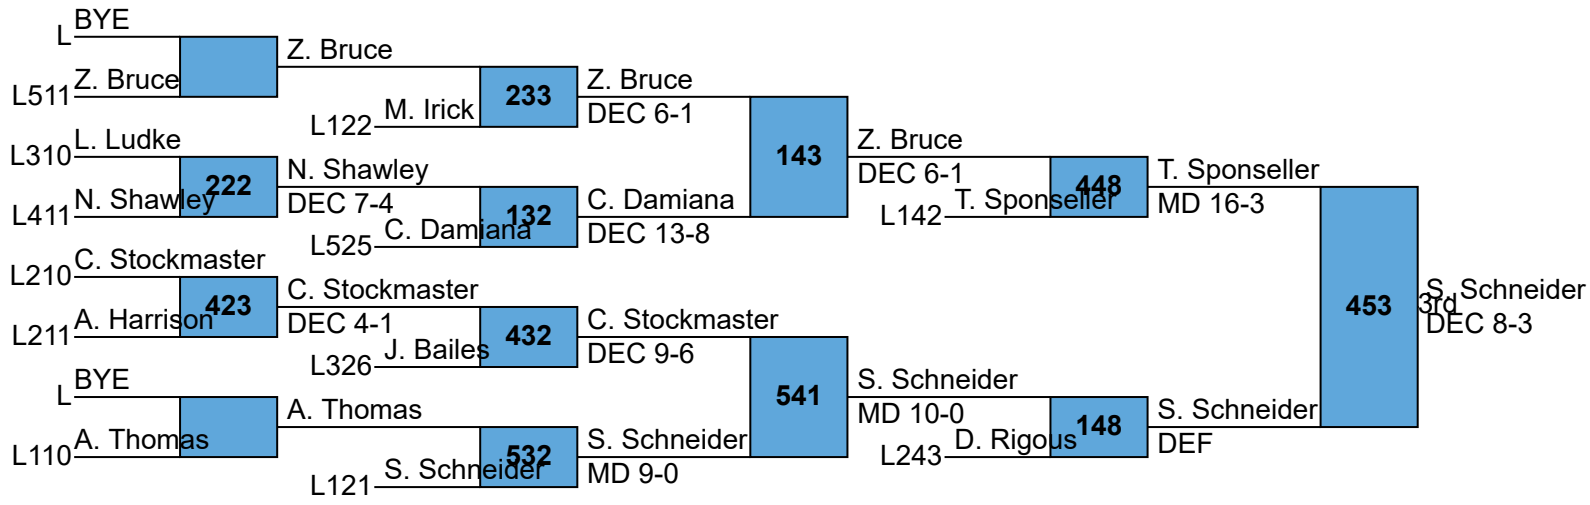 BYE
L
Z. Bruce
L511
Z. Bruce
M. Irick
L122
233
Z. Bruce
DEC 6-1
L. Ludke
L310
222
N. Shawley
L411
N. Shawley
DEC 7-4
132
C. Damiana
L525
C. Damiana
DEC 13-8
143
Z. Bruce
DEC 6-1
448
T. Sponseller
L142
T. Sponseller
MD 16-3
C. Stockmaster
L210
423
A. Harrison
L211
C. Stockmaster
DEC 4-1
432
J. Bailes
L326
C. Stockmaster
DEC 9-6
BYE
L
A. Thomas
L110
A. Thomas
532
S. Schneider
L121
S. Schneider
MD 9-0
541
S. Schneider
MD 10-0
148
D. Rigous
L243
S. Schneider
DEF
453
3rd
S. Schneider
DEC 8-3